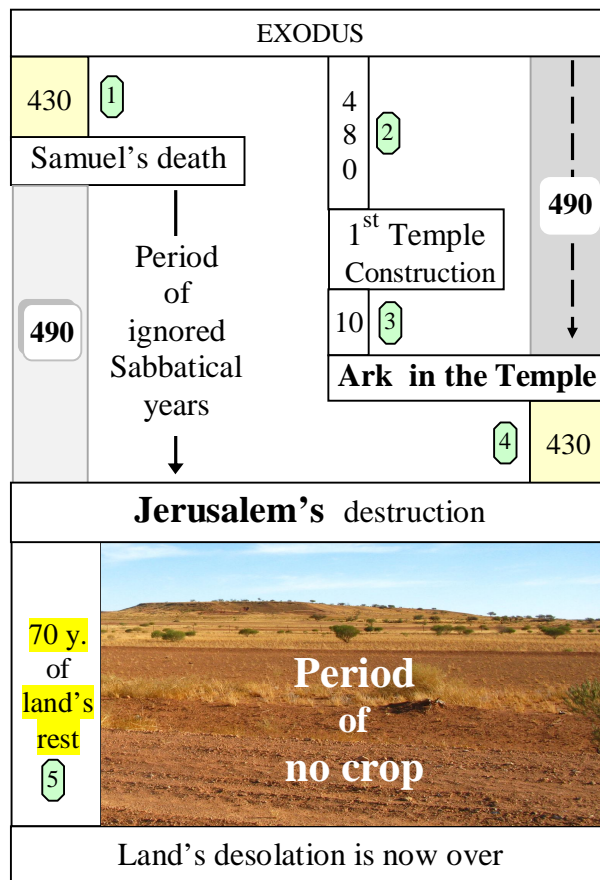 EXODUS
430
1
Samuel's death
490
Period
of
ignored
Sabbatical
years
4
8
0
2
1st Temple
Construction
10
3
Ark in the Temple
490
4
430
Jerusalem's destruction
70 y.
of
land's
rest
5
Period
of
no crop
Land's desolation is now over